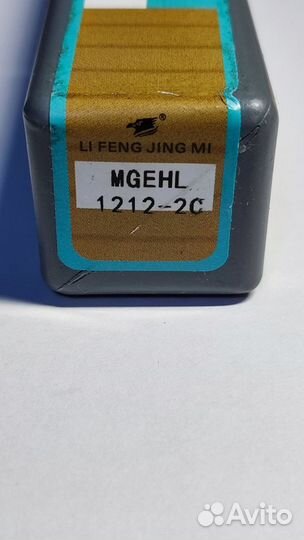 ®
LI FENG JING MI
MGEHL
1212-2C
Avito